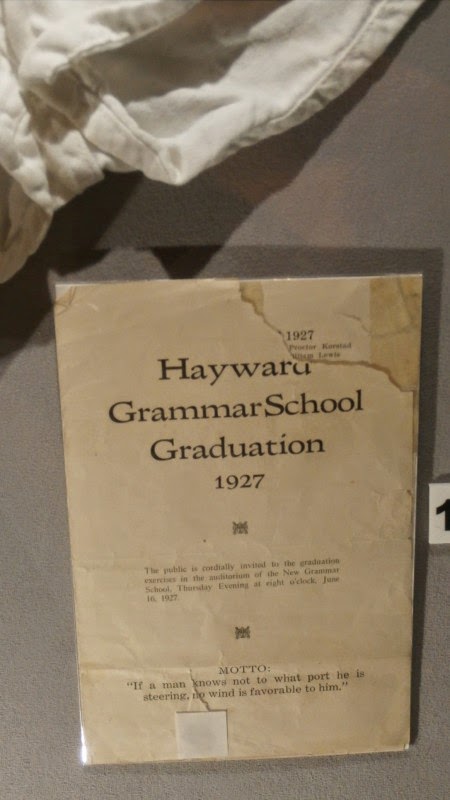 1927
Proctor Korstad
Lewis
Hayward
Grammar School
Graduation
1927
The public is cordially invited to the graduation
exercises in the auditorium of the New Grammar
School, Thursday Evening at eight o'clock, June
16, 1927.
MOTTO:
"If a man knows not to what port he is
steering, no wind is favorable to him."
1